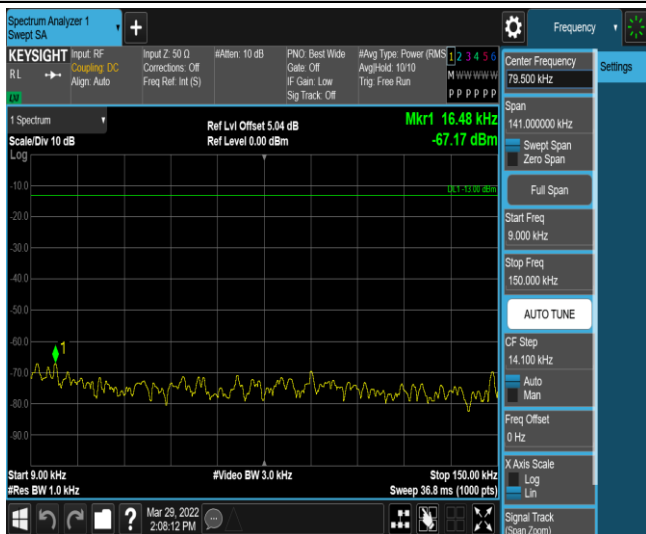 Spectrum Analyzer 1
Swept SA
Frequency
KEYSIGHT
R L
LXI
Input: RF
Coupling: DC
Align: Auto
Input Z: 50 Ω
Corrections: Off
Freq Ref: Int (S)
#Atten: 10 dB
PNO: Best Wide
Gate: Off
IF Gain: Low
Sig Track: Off
#Avg Type: Power (RMS
Avg|Hold: 10/10
Trig: Free Run
1 2 3 4 5 6
M W W W W W
P P P P P P
1 Spectrum
Scale/Div 10 dB
Ref Lvl Offset 5.04 dB
Ref Level 0.00 dBm
Mkr1 16.48 kHz
-67.17 dBm
Log
-10.0
-20.0
-30.0
-40.0
-50.0
-60.0
-70.0
-80.0
-90.0
DL1 -13.00 dBm
1
Start 9.00 kHz
#Res BW 1.0 kHz
#Video BW 3.0 kHz
Stop 150.00 kHz
Sweep 36.8 ms (1000 pts)
?
Mar 29, 2022
2:08:12 PM
Center Frequency
79.500 kHz
Span
141.000000 kHz
Swept Span
Zero Span
Full Span
Start Freq
9.000 kHz
Stop Freq
150.000 kHz
AUTO TUNE
CF Step
14.100 kHz
Auto
Man
Freq Offset
0 Hz
X Axis Scale
Log
Lin
Signal Track
(Span Zoom)
Settings